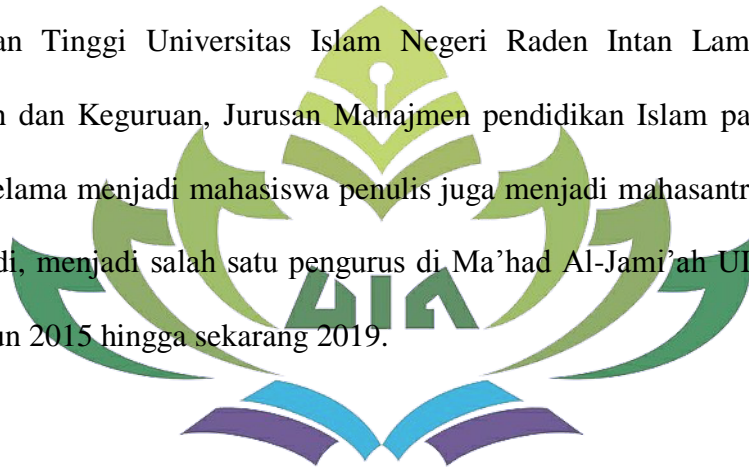 an Tinggi Universitas Islam Negeri Raden Intan Lam
n dan Keguruan, Jurusan Manajmen pendidikan Islam pa
elama menjadi mahasiswa penulis juga menjadi mahasantr
di, menjadi salah satu pengurus di Ma’had Al-Jami’ah UI
un 2015 hingga sekarang 2019.
UIN